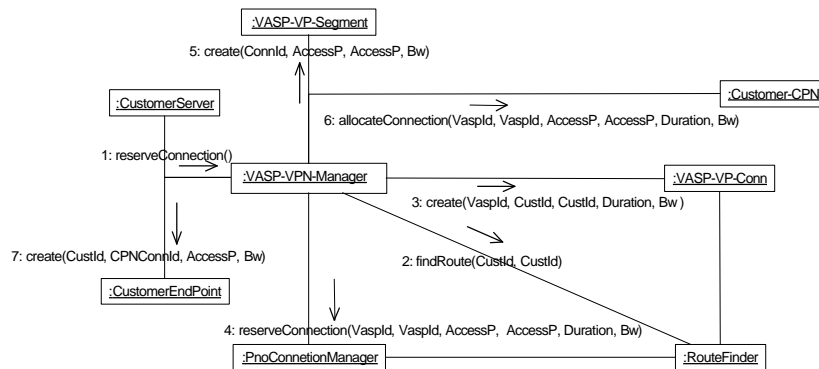 :VASP-VP-Segment
5: create(ConnId, AccessP, AccessP, Bw)
:CustomerServer
:Customer-CPN
6: allocateConnection(VaspId, VaspId, AccessP, AccessP, Duration, Bw)
1: reserveConnection()
:VASP-VPN-Manager
:VASP-VP-Conn
3: create(VaspId, CustId, CustId, Duration, Bw )
7: create(CustId, CPNConnId, AccessP, Bw)
2: findRoute(CustId, CustId)
:CustomerEndPoint
4: reserveConnection(VaspId, VaspId, AccessP, AccessP, Duration, Bw)
:PnoConnetionManager
:RouteFinder